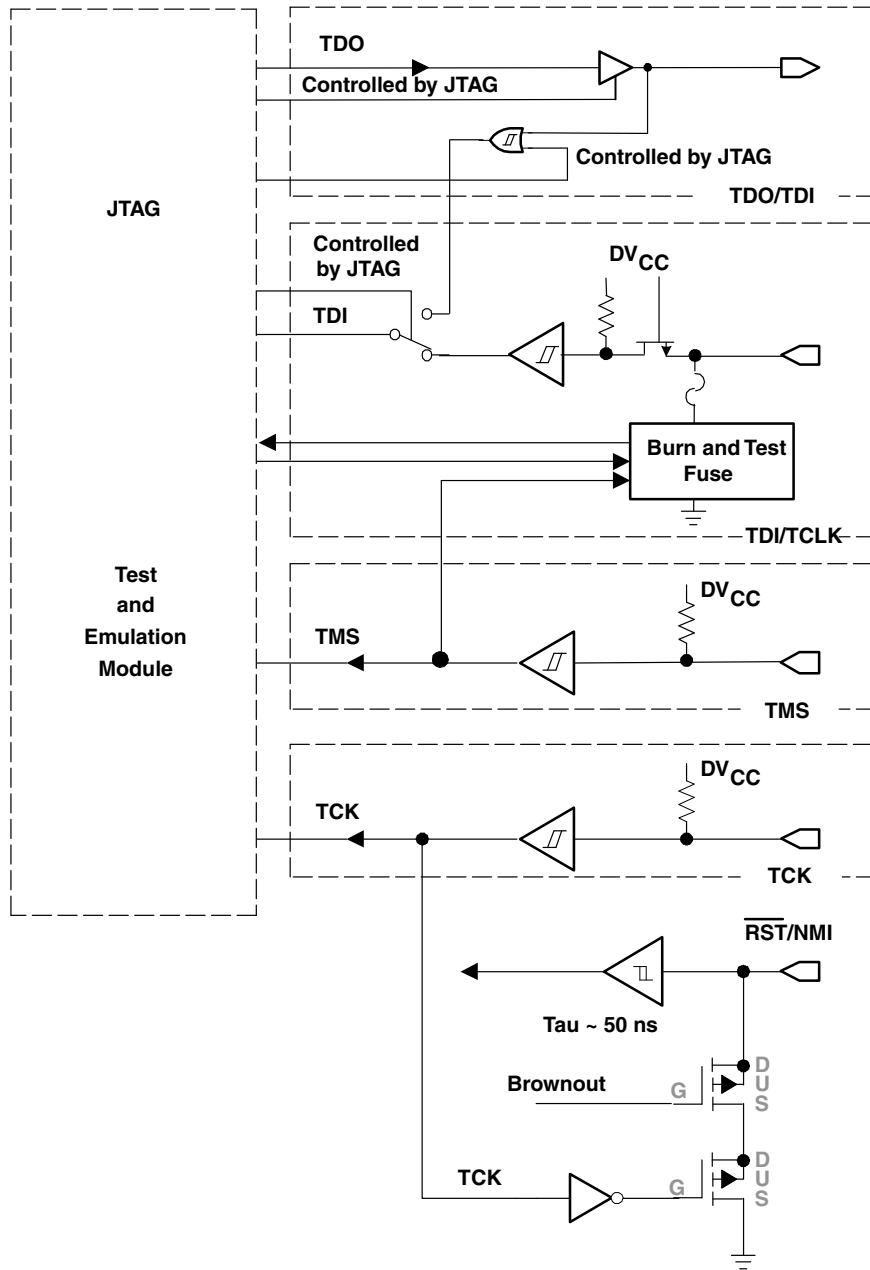 TDO
Controlled by JTAG
Controlled by JTAG
TDO/TDI
JTAG
Controlled
by JTAG
TDI
DVCC
Burn and Test
Fuse
TDI/TCLK
Test
and
Emulation
Module
TMS
DVCC
TMS
TCK
DVCC
TCK
RST/NMI
Tau ~ 50 ns
Brownout
G
D
U
S
TCK
G
D
U
S